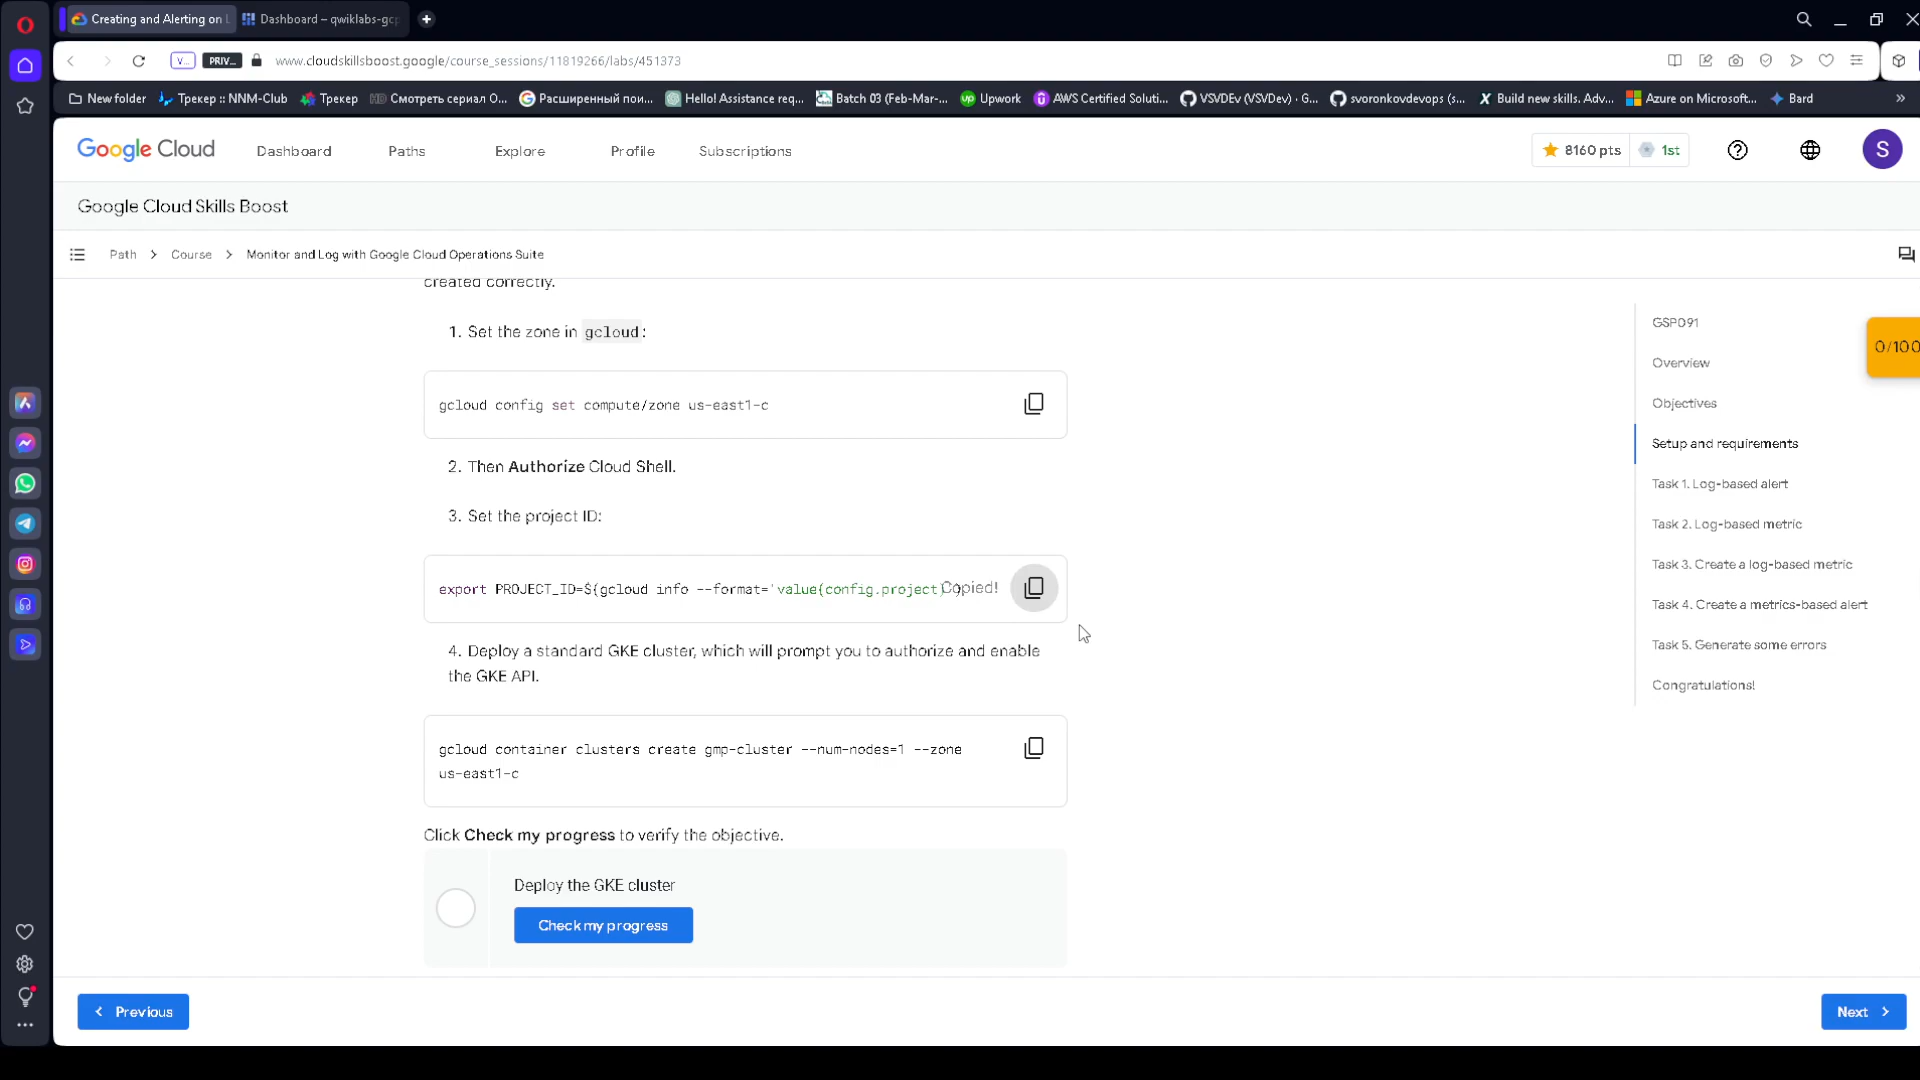 Creating and Alerting on L
Dashboard – qwiklabs-gcp
V...
PRIV...
www.cloudskillsboost.google/course_sessions/11819266/labs/451373
New folder
Трекер :: NNM-Club
Трекер
Смотреть сериал О...
Расширенный пои...
Hello! Assistance req...
Batch 03 (Feb-Mar-...
Upwork
AWS Certified Soluti...
VSVDEv (VSVDev) · G...
svoronkovdevops (s...
Build new skills. Adv...
Azure on Microsoft...
Bard
»
Google Cloud
Dashboard
Paths
Explore
Profile
Subscriptions
8160 pts
1st
S
Google Cloud Skills Boost
Path
Course
Monitor and Log with Google Cloud Operations Suite
created correctly.
1. Set the zone in gcloud:
gcloud config set compute/zone us-east1-c
2. Then Authorize Cloud Shell.
3. Set the project ID:
export PROJECT_ID=$(gcloud info --format='value(config.project)')
Copied!
4. Deploy a standard GKE cluster, which will prompt you to authorize and enable
the GKE API.
gcloud container clusters create gmp-cluster --num-nodes=1 --zone
us-east1-c
Click Check my progress to verify the objective.
Deploy the GKE cluster
Check my progress
GSP091
Overview
Objectives
Setup and requirements
Task 1. Log-based alert
Task 2. Log-based metric
Task 3. Create a log-based metric
Task 4. Create a metrics-based alert
Task 5. Generate some errors
Congratulations!
0/100
Previous
Next